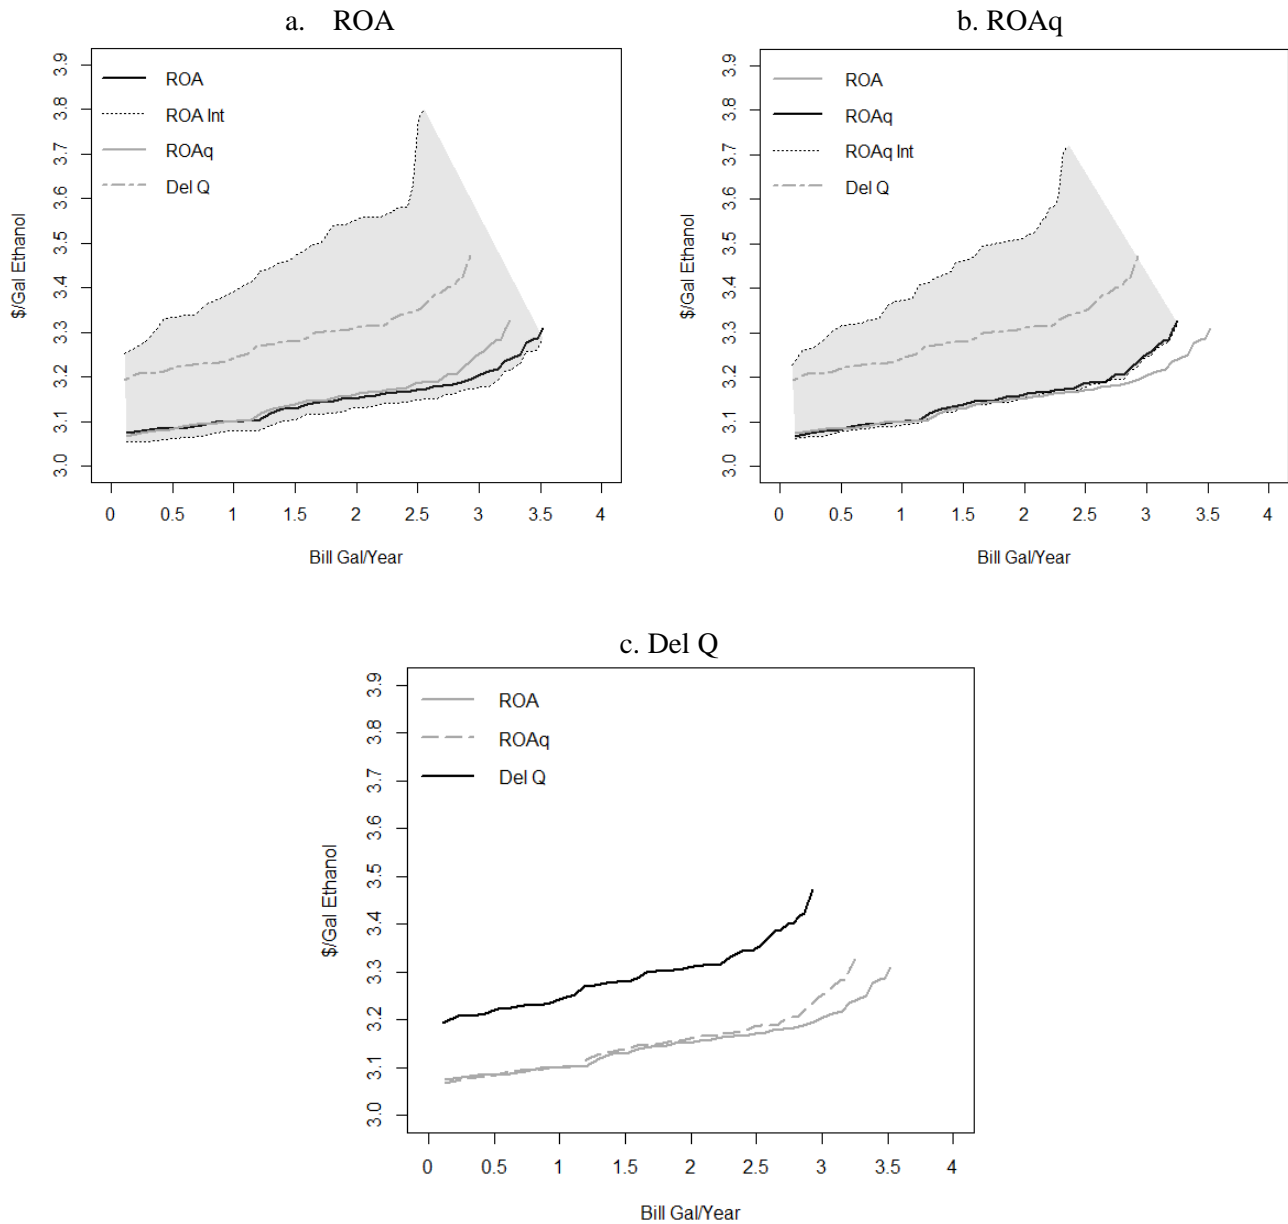 a. ROA
3.9
3.8
3.7
3.6
3.5
3.4
3.3
3.2
3.1
3.0
$/Gal Ethanol
ROA
ROA Int
ROAq
Del Q
0 0.5 1 1.5 2 2.5 3 3.5 4
Bill Gal/Year
b. ROAq
3.9
3.8
3.7
3.6
3.5
3.4
3.3
3.2
3.1
3.0
$/Gal Ethanol
ROA
ROAq
ROAq Int
Del Q
0 0.5 1 1.5 2 2.5 3 3.5 4
Bill Gal/Year
c. Del Q
3.9
3.8
3.7
3.6
3.5
3.4
3.3
3.2
3.1
3.0
$/Gal Ethanol
ROA
ROAq
Del Q
0 0.5 1 1.5 2 2.5 3 3.5 4
Bill Gal/Year